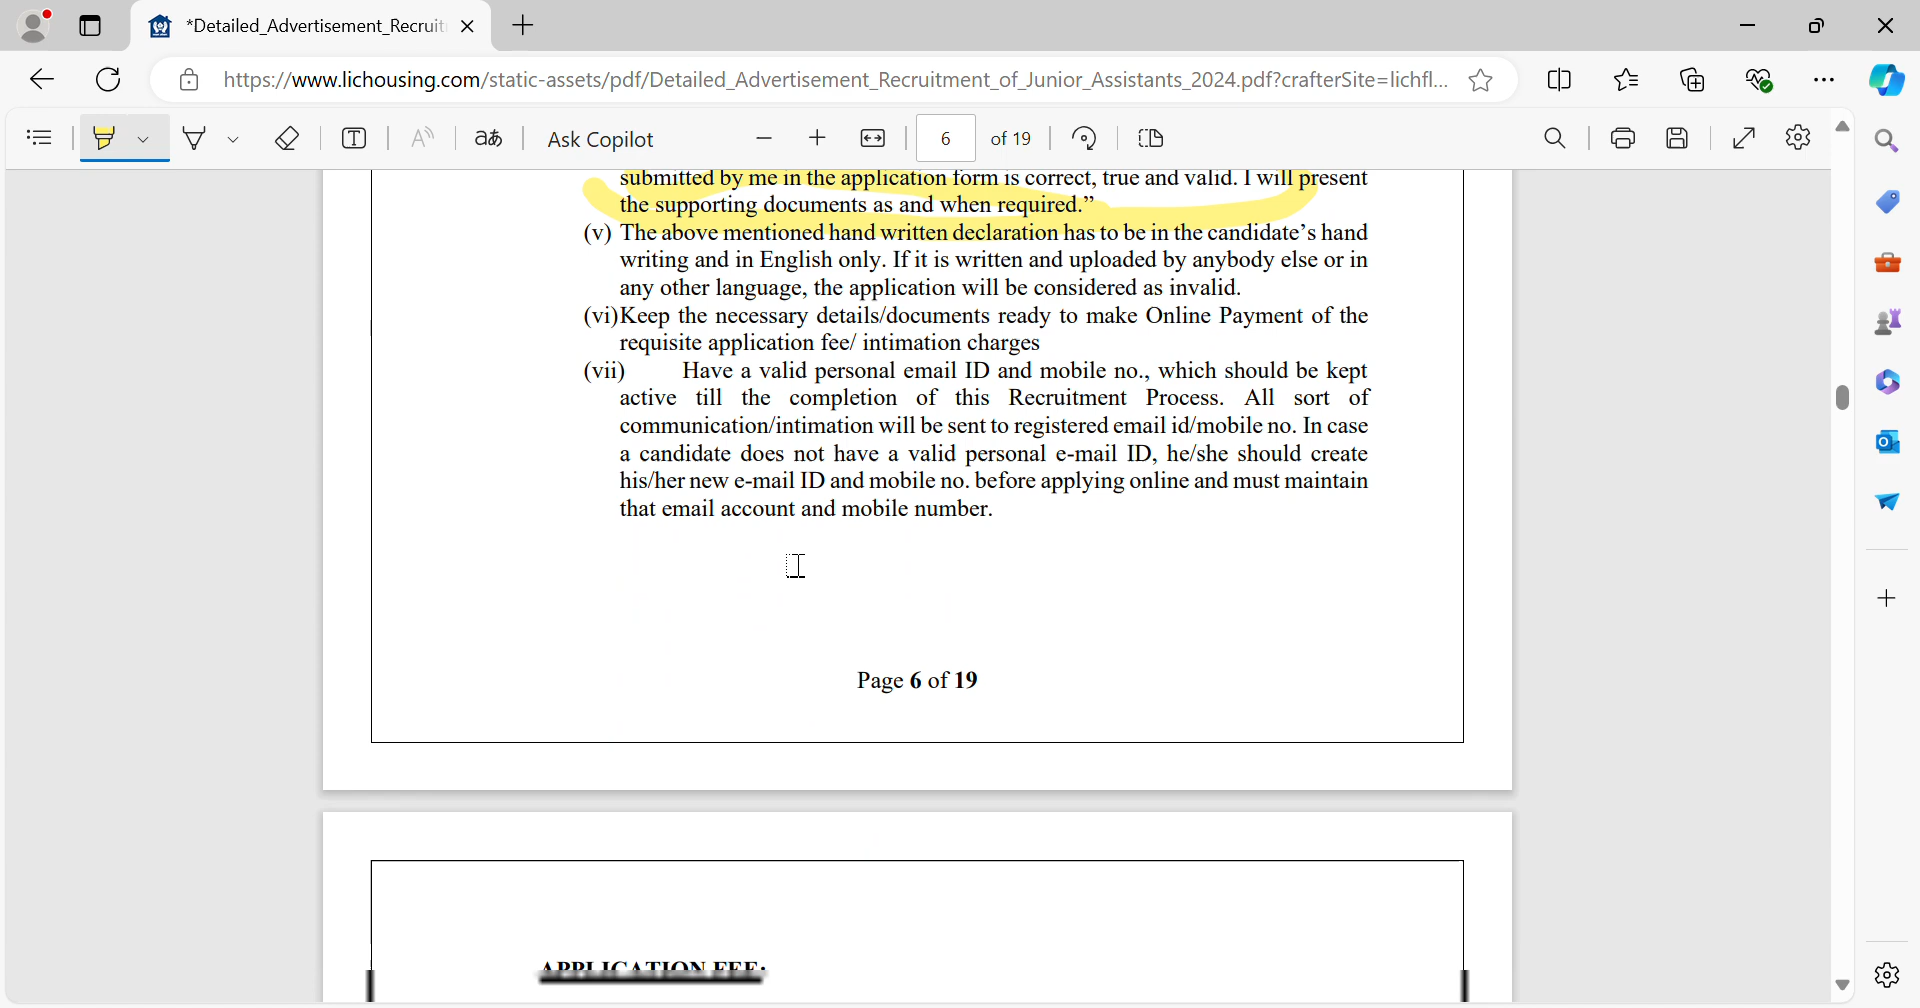 *Detailed_Advertisement_Recruit
https://www.lichousing.com/static-assets/pdf/Detailed_Advertisement_Recruitment_of_Junior_Assistants_2024.pdf?crafterSite=lichfl...
aあ Ask Copilot 6 of 19
submitted by me in the application form is correct, true and valid. I will present
the supporting documents as and when required.”
(v) The above mentioned hand written declaration has to be in the candidate’s hand
writing and in English only. If it is written and uploaded by anybody else or in
any other language, the application will be considered as invalid.
(vi)Keep the necessary details/documents ready to make Online Payment of the
requisite application fee/ intimation charges
(vii) Have a valid personal email ID and mobile no., which should be kept
active till the completion of this Recruitment Process. All sort of
communication/intimation will be sent to registered email id/mobile no. In case
a candidate does not have a valid personal e-mail ID, he/she should create
his/her new e-mail ID and mobile no. before applying online and must maintain
that email account and mobile number.
Page 6 of 19
APPLICATION FEE: